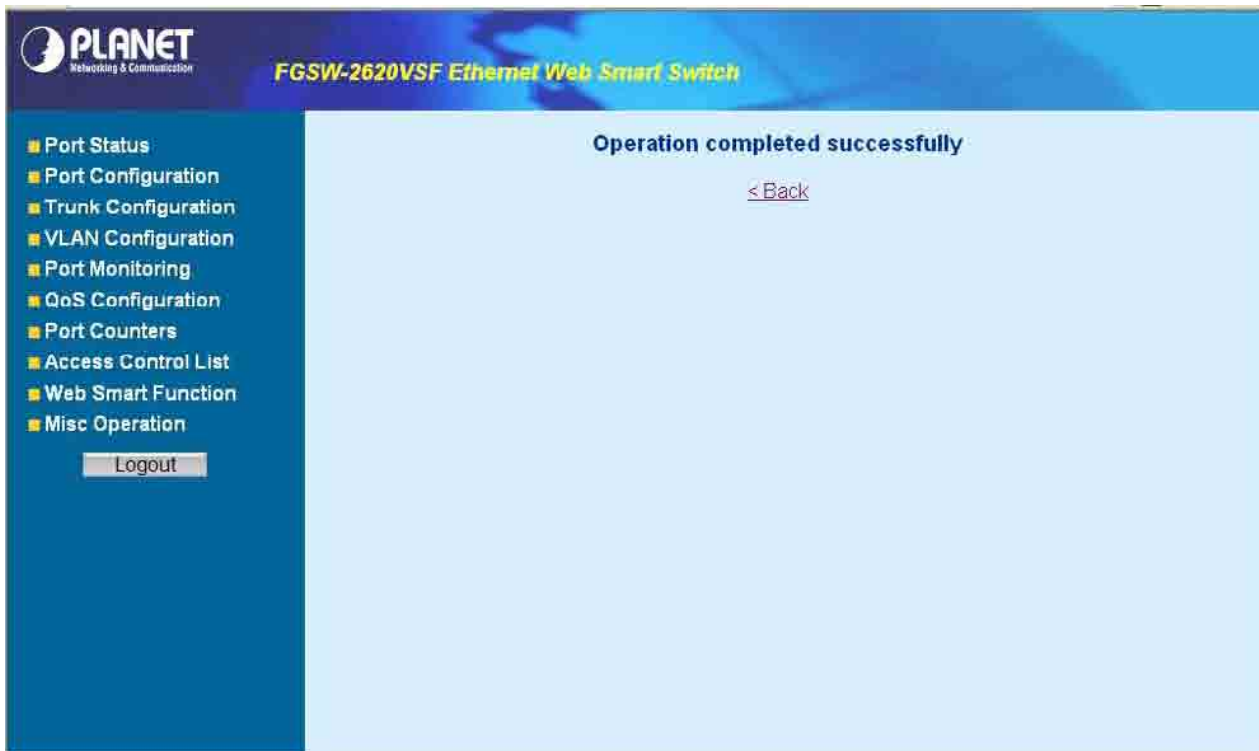 PLANET
Networking & Communication
FGSW-2620VSF Ethernet Web Smart Switch
Port Status
Port Configuration
Trunk Configuration
VLAN Configuration
Port Monitoring
QoS Configuration
Port Counters
Access Control List
Web Smart Function
Misc Operation
Logout
Operation completed successfully
< Back